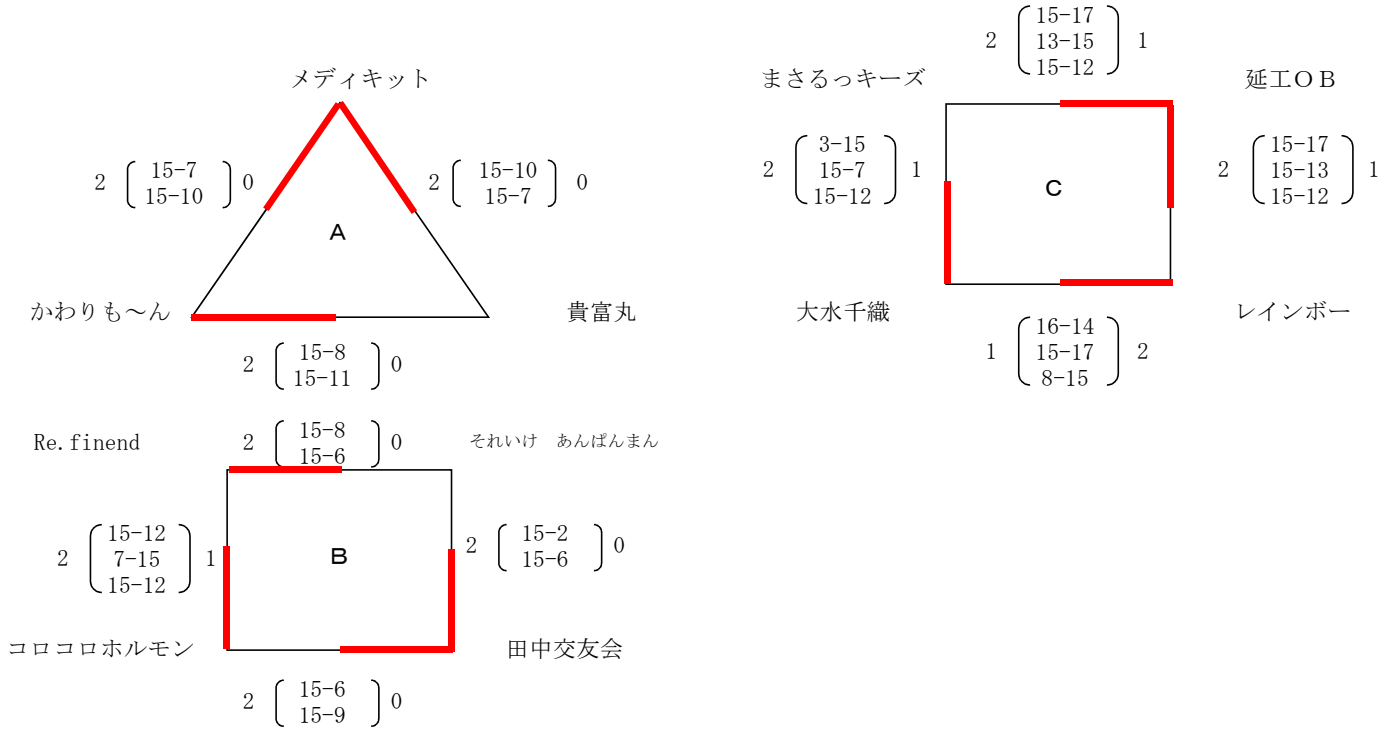 メディキット
2 15-7 0
15-10
2 15-10 0
15-7
A
かわりも～ん
貴富丸
2 15-8 0
15-11
Re.finend
2 15-8 0
15-6
それいけ　あんぱんまん
2 15-12 1
7-15
15-12
B
2 15-2 0
15-6
コロコロホルモン
田中交友会
2 15-6 0
15-9
15-17
2 13-15 1
15-12
まさるっキーズ
延工ＯＢ
3-15
2 15-7 1
15-12
C
15-17
2 15-13 1
15-12
大水千織
レインボー
16-14
1 15-17 2
8-15